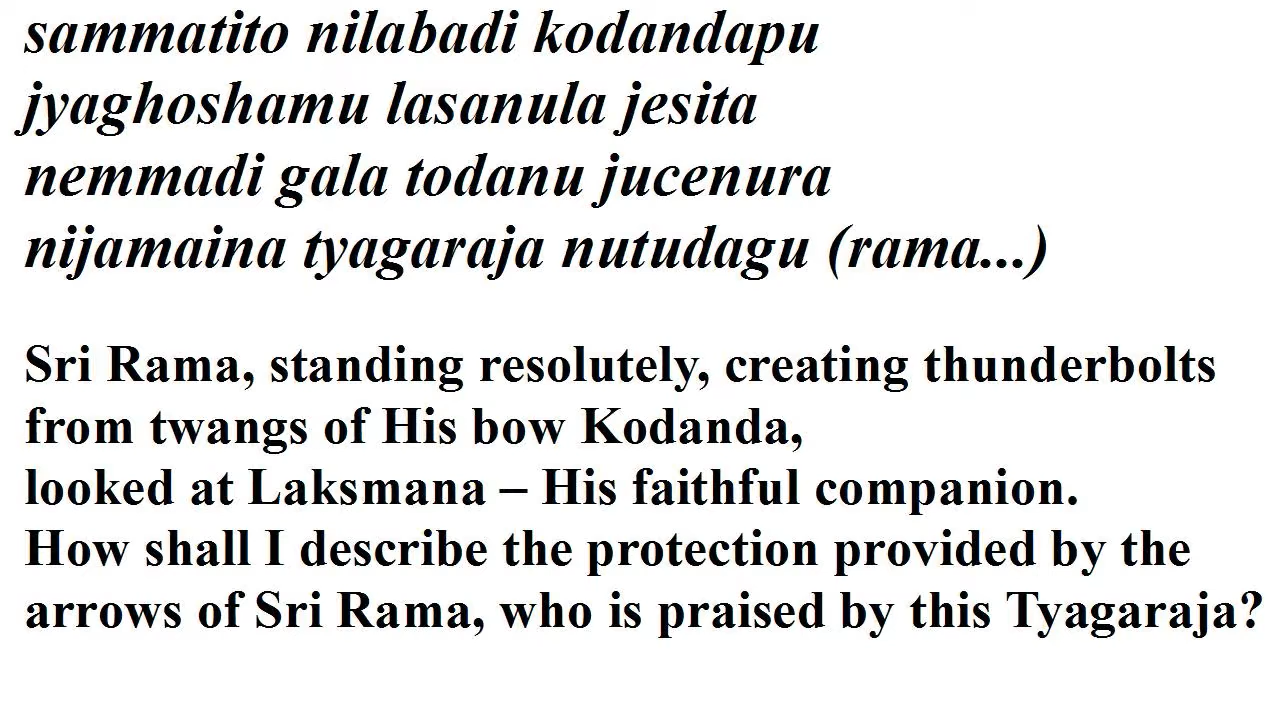 sammatito nilabadi kodandapu
jyaghoshamu lasanula jesita
nemmadi gala todanu jucenura
nijamaina tyagaraja nutudagu (rama...)
Sri Rama, standing resolutely, creating thunderbolts
from twangs of His bow Kodanda,
looked at Laksmana – His faithful companion.
How shall I describe the protection provided by the
arrows of Sri Rama, who is praised by this Tyagaraja?